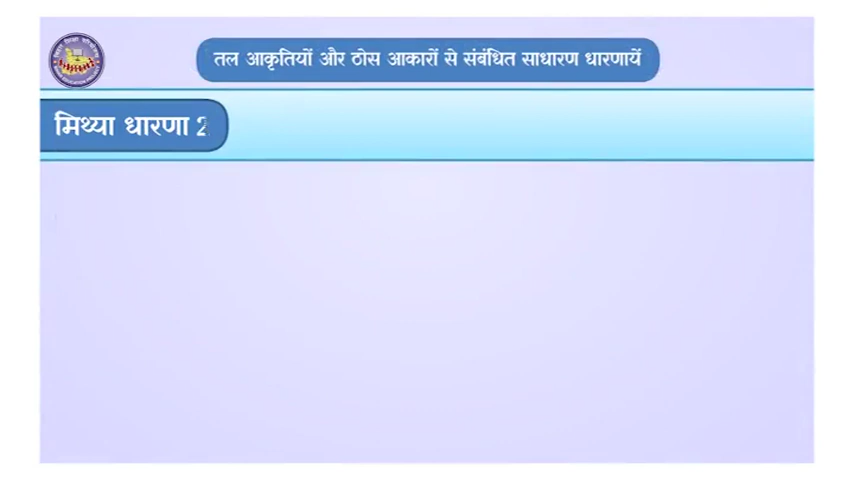 तल आकृतियों और ठोस आकारों से संबंधित साधारण धारणायें
मिथ्या धारणा 2